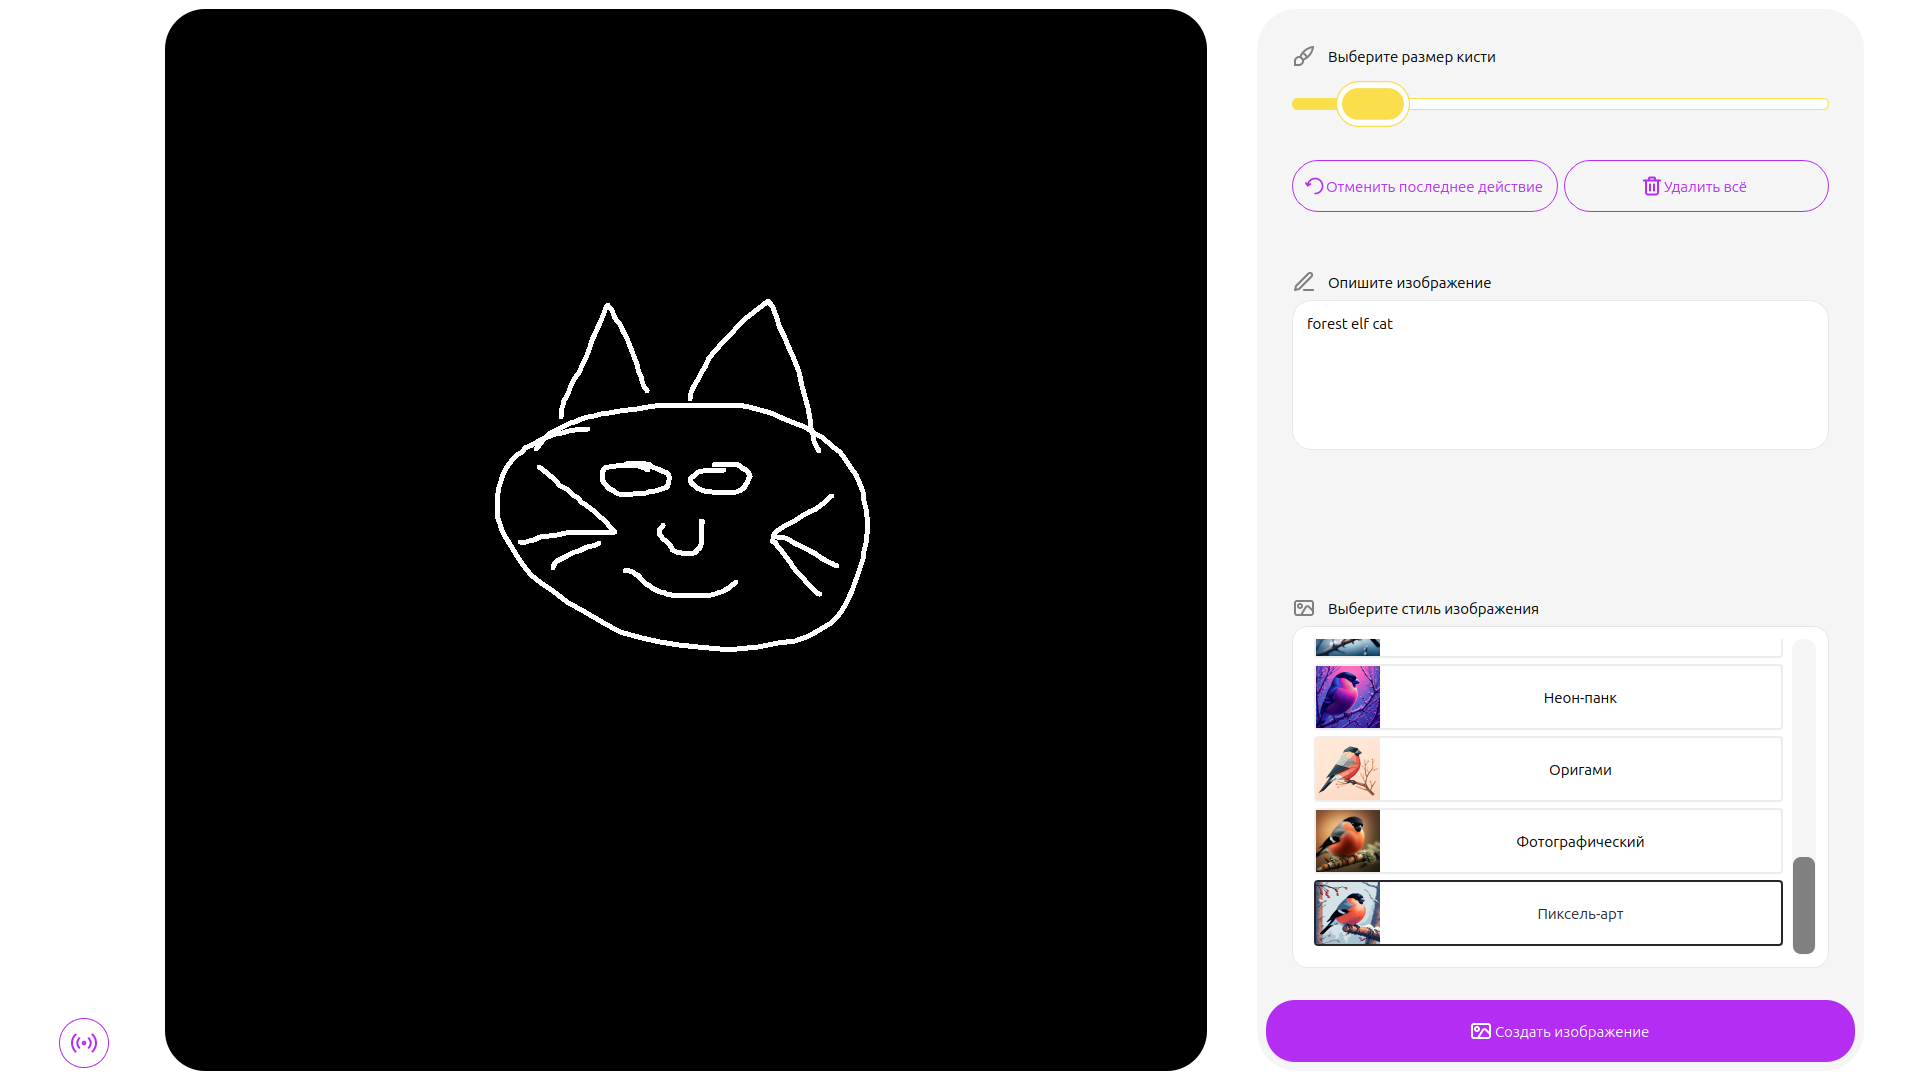 Выберите размер кисти
Отменить последнее действие
Удалить всё
Опишите изображение
forest elf cat
Выберите стиль изображения
Неон-панк
Оригами
Фотографический
Пиксель-арт
Создать изображение